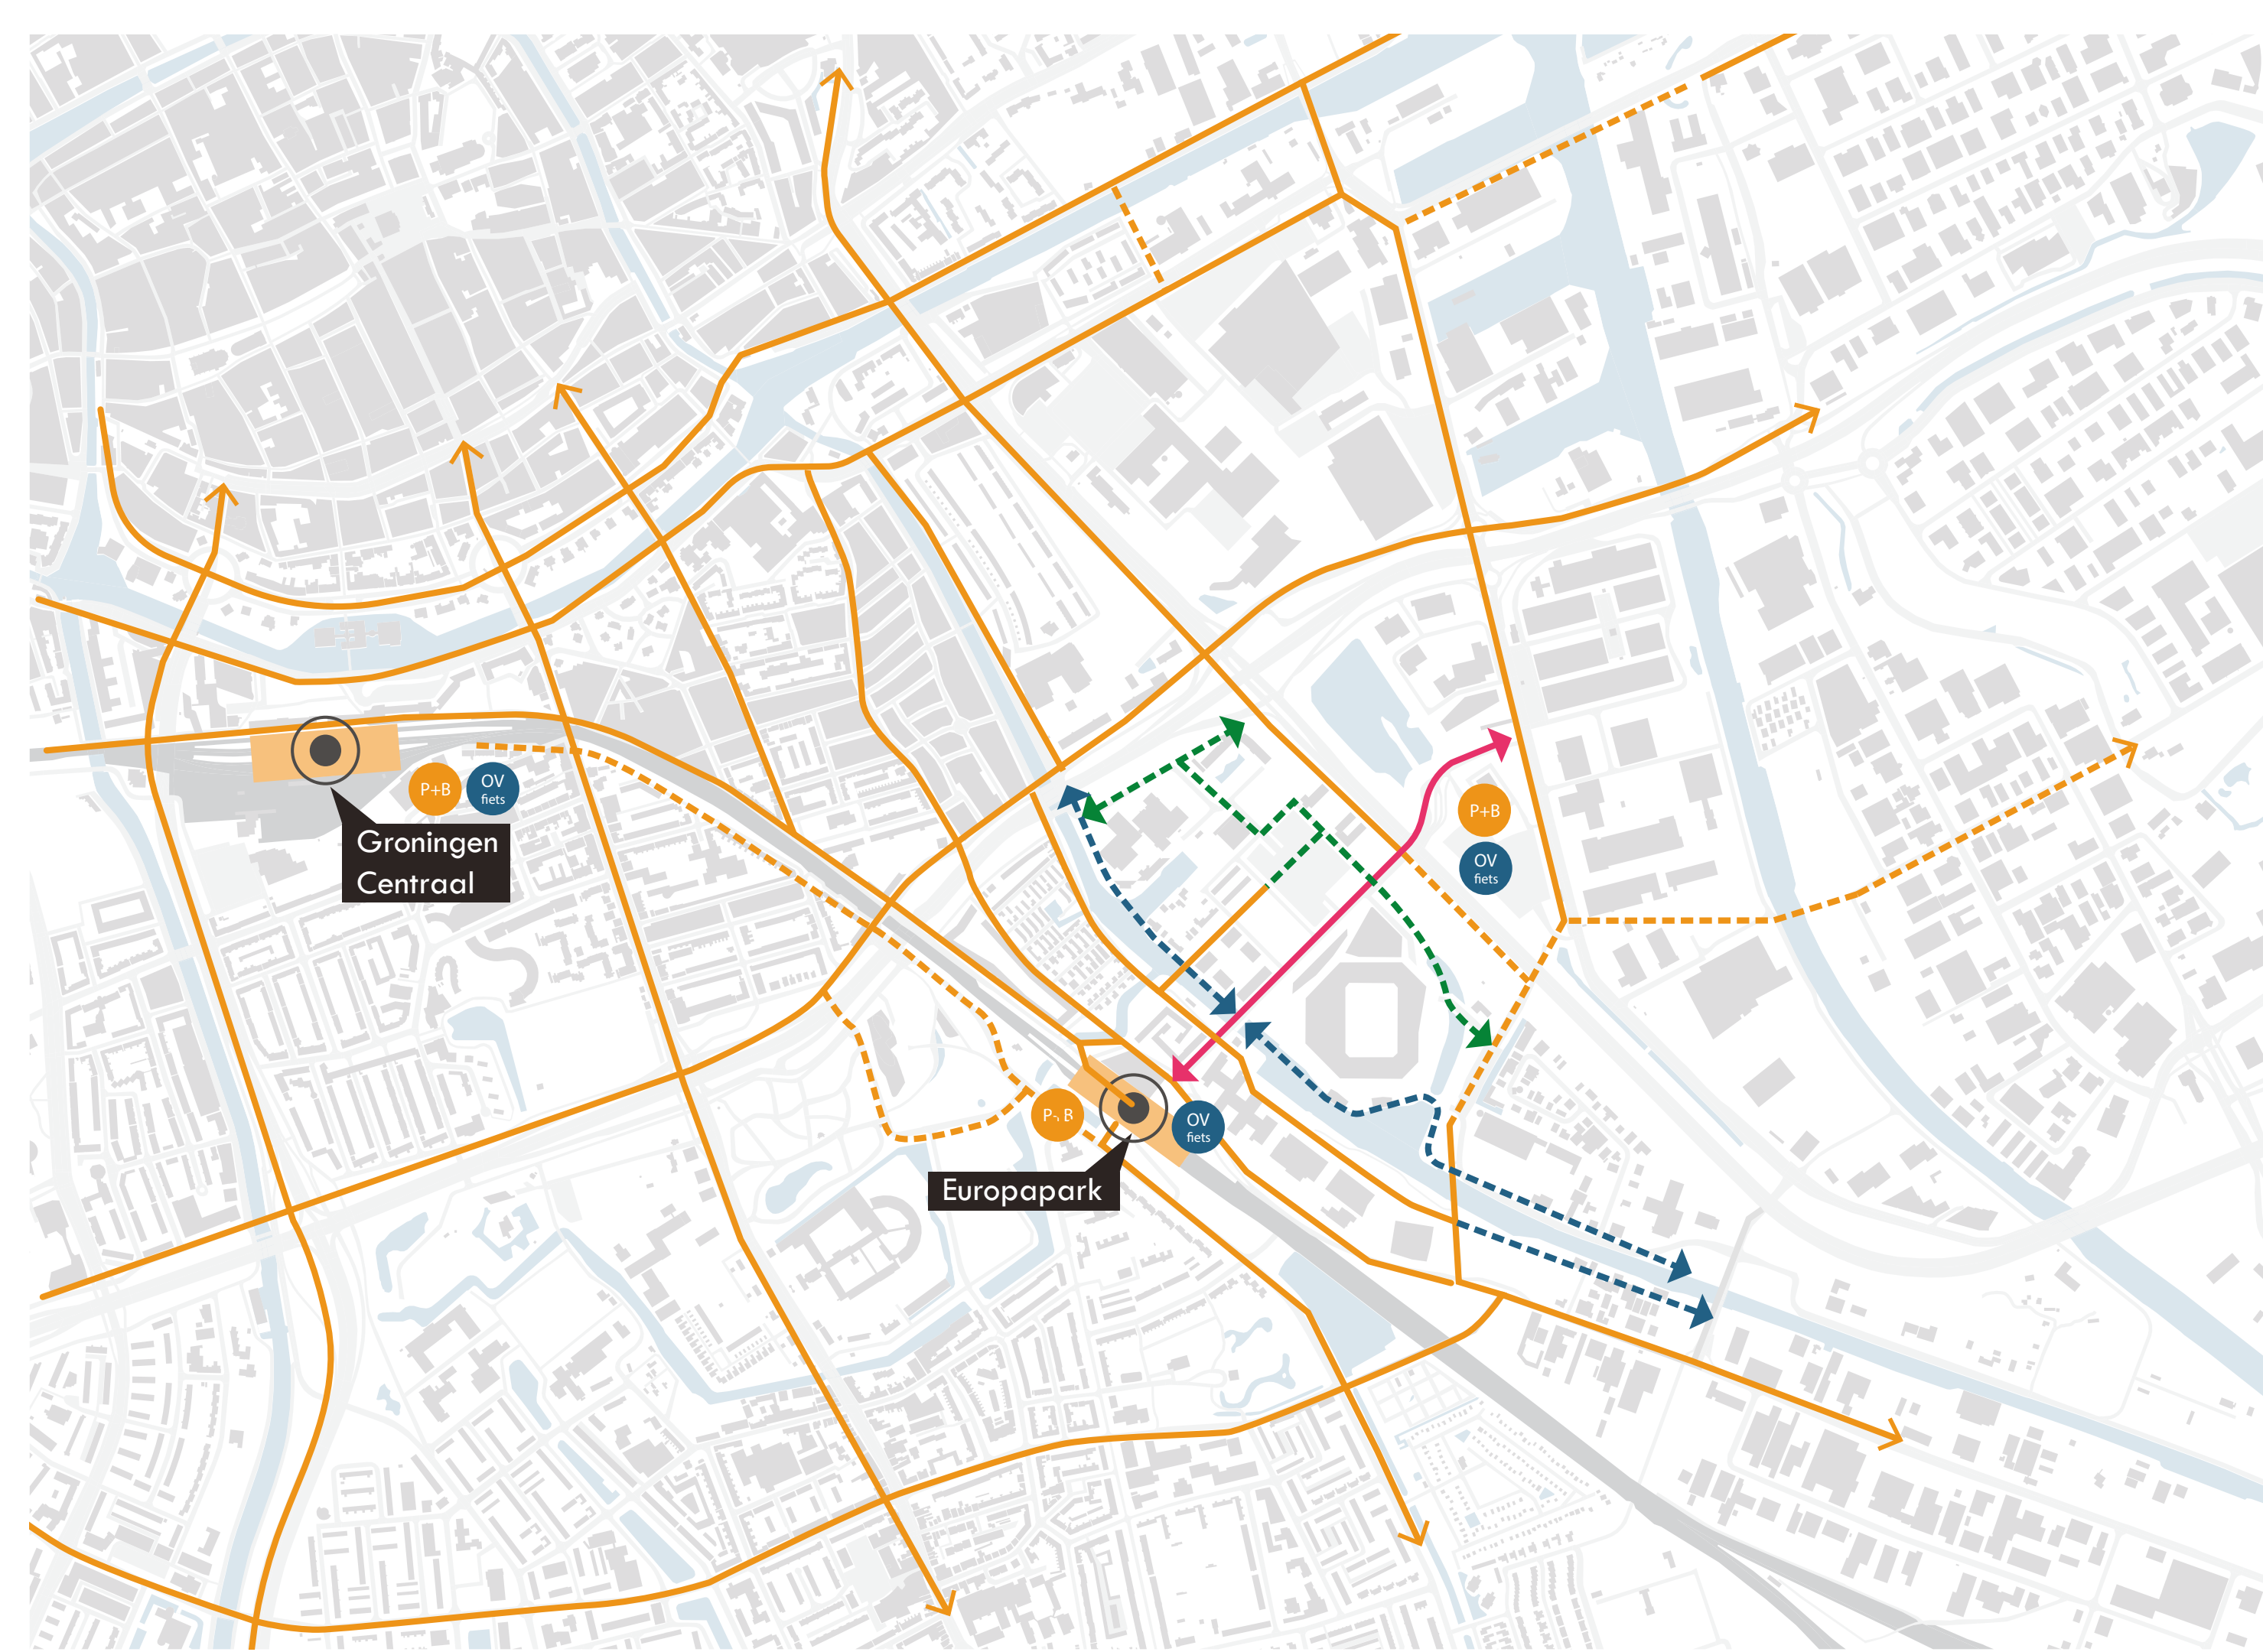 P+B
OV
fiets
Groningen
Centraal
P+B
OV
fiets
P B
OV
fiets
Europapark